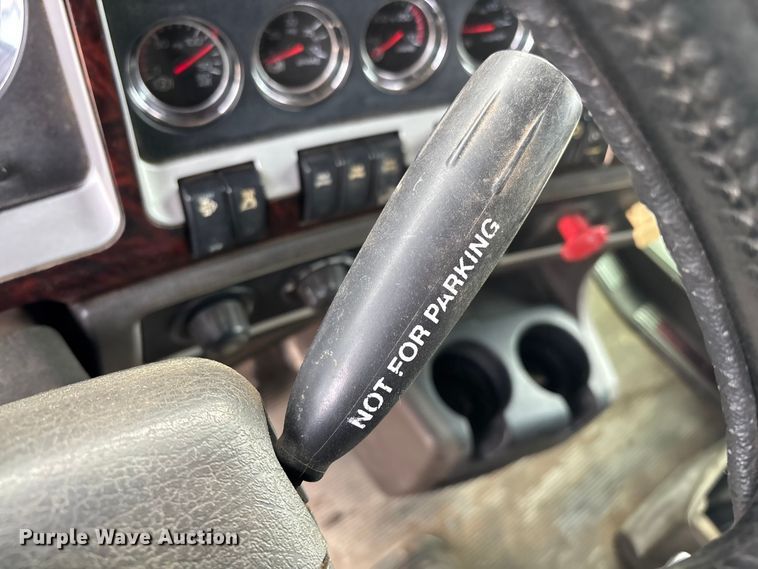 NOT FOR PARKING
Purple Wave Auction